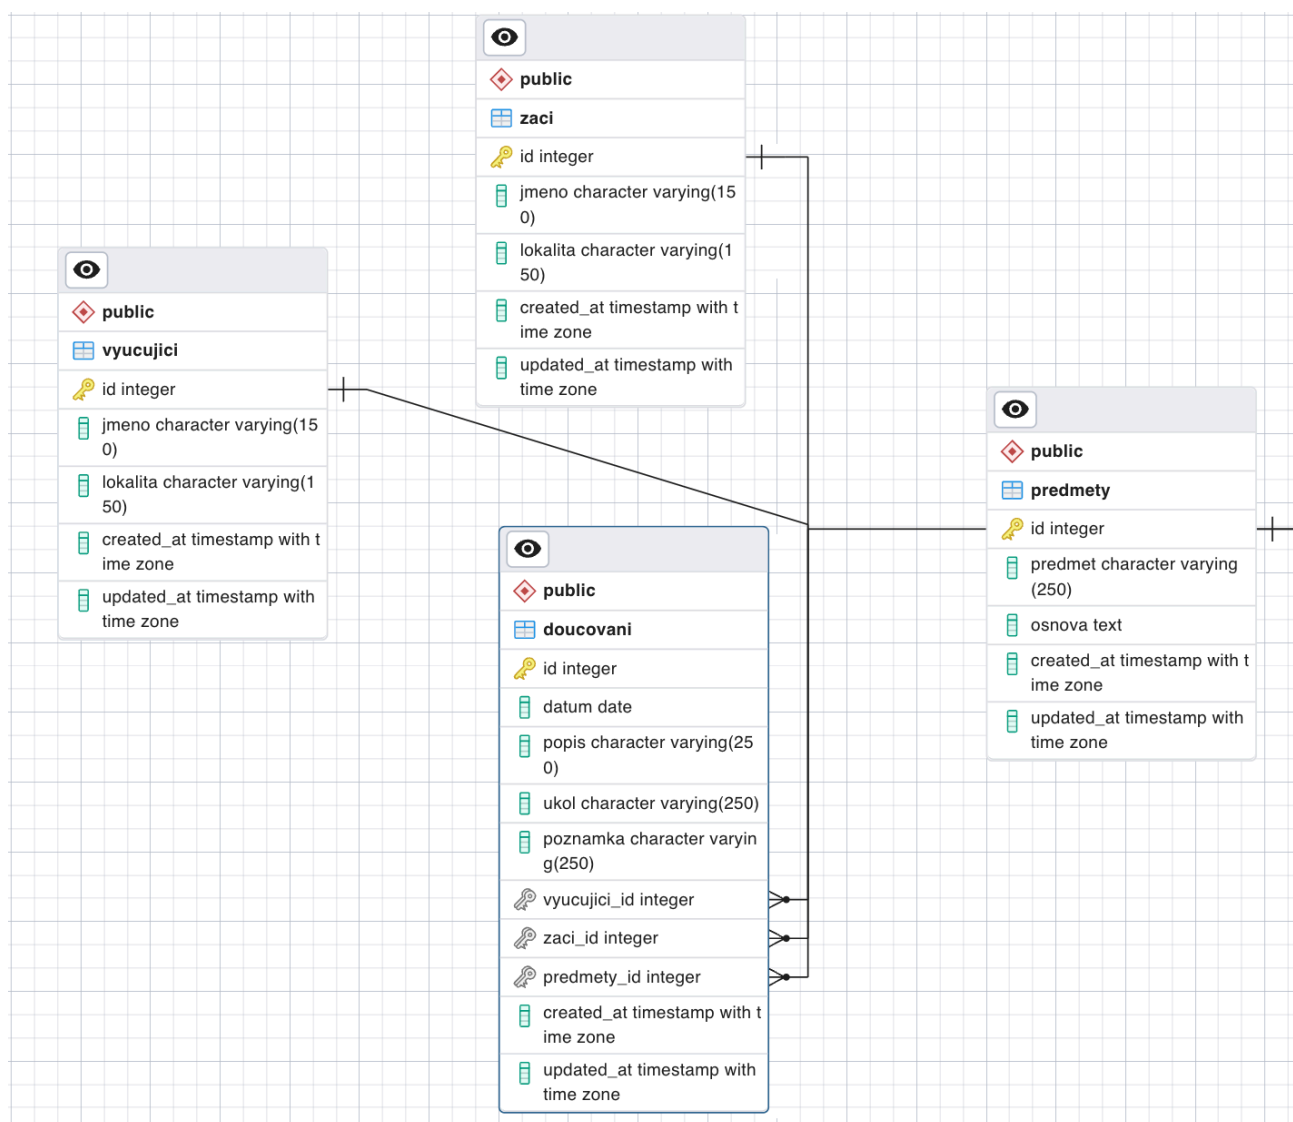 public
zaci
id integer
jmeno character varying(15
0)
lokalita character varying(1
50)
created_at timestamp with t
ime zone
updated_at timestamp with
time zone
public
vyucujici
id integer
jmeno character varying(15
0)
lokalita character varying(1
50)
created_at timestamp with t
ime zone
updated_at timestamp with
time zone
public
predmety
id integer
predmet character varying
(250)
osnova text
created_at timestamp with t
ime zone
updated_at timestamp with
time zone
public
doucovani
id integer
datum date
popis character varying(25
0)
ukol character varying(250)
poznamka character varyin
g(250)
vyucujici_id integer
zaci_id integer
predmety_id integer
created_at timestamp with t
ime zone
updated_at timestamp with
time zone